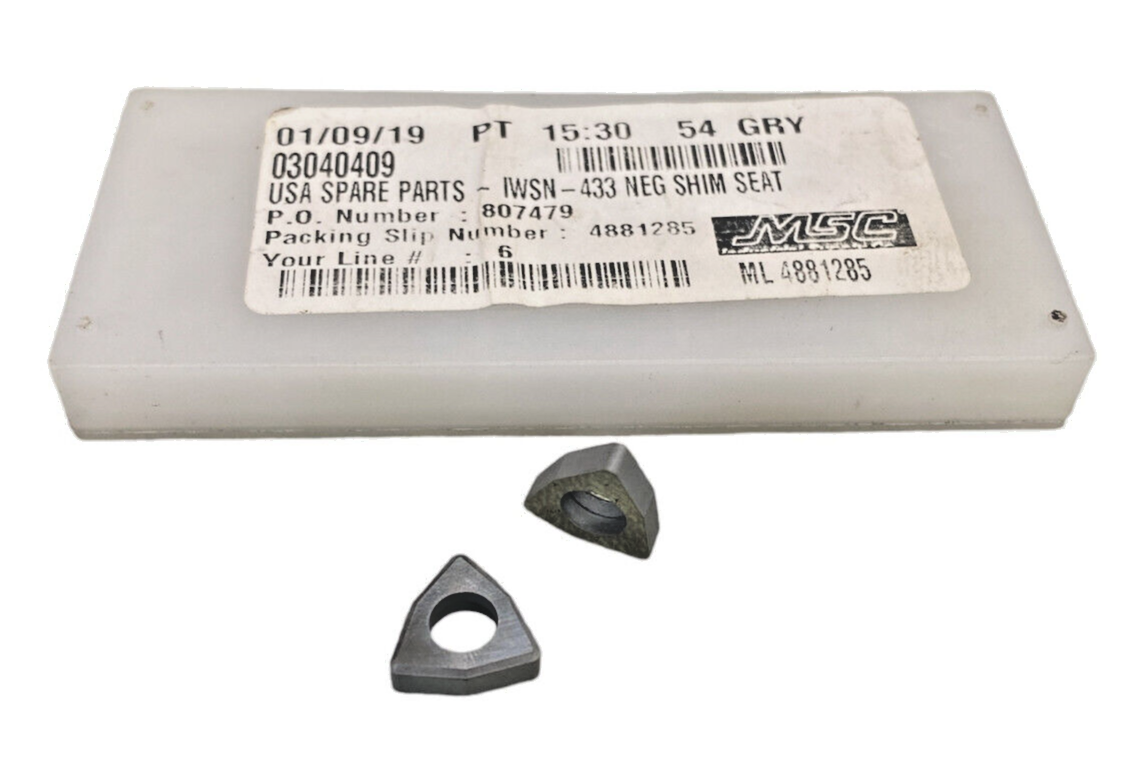 01/09/19 PT 15:30 54 GRY
03040409
USA SPARE PARTS ~ IWSN-433 NEG SHIM SEAT
P.O. Number : 807479
Packing Slip Number : 4881285
MSC
Your Line # : 6
ML 4881285